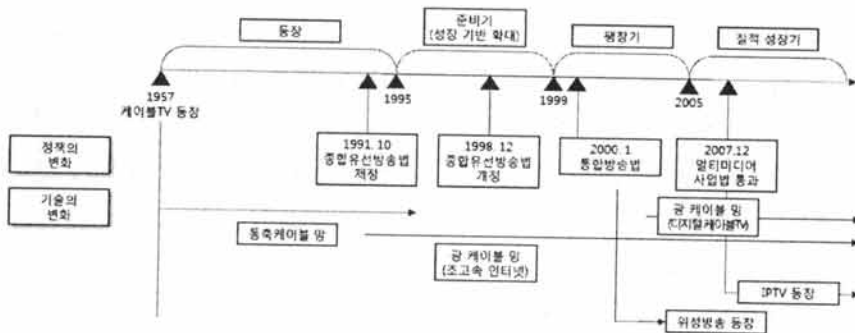 등장
준비기
(성장 기반 확대)
팽창기
질적 성장기
1957
케이블TV 등장
1995
1999
2005
정책의
변화
1991.10
종합유선방송법
제정
1998.12
종합유선방송법
개정
2000.1
통합방송법
2007.12
멀티미디어
사업법 통과
기술의
변화
광 케이블 망
(디지털케이블TV)
동축케이블 망
광 케이블 망
(초고속 인터넷)
IPTV 등장
위성방송 등장